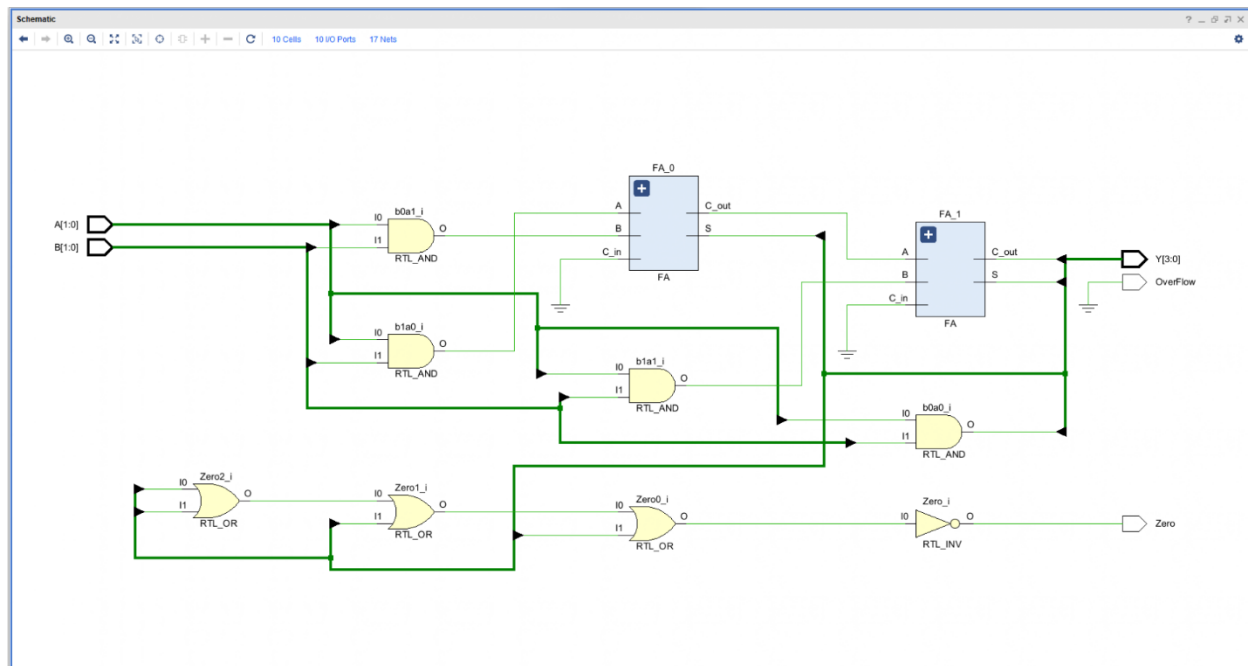 Schematic
10 Cells 10 I/O Ports 17 Nets
FA_0
A[1:0]
B[1:0]
b0a1_i
I0
I1
O
RTL_AND
A
B
C_in
C_out
S
FA
FA_1
A
B
C_in
C_out
S
FA
Y[3:0]
OverFlow
b1a0_i
I0
I1
O
RTL_AND
b1a1_i
I0
I1
O
RTL_AND
b0a0_i
I0
I1
O
RTL_AND
Zero2_i
I0
I1
O
RTL_OR
Zero1_i
I0
I1
O
RTL_OR
Zero0_i
I0
I1
O
RTL_OR
Zero_i
I0
O
RTL_INV
Zero